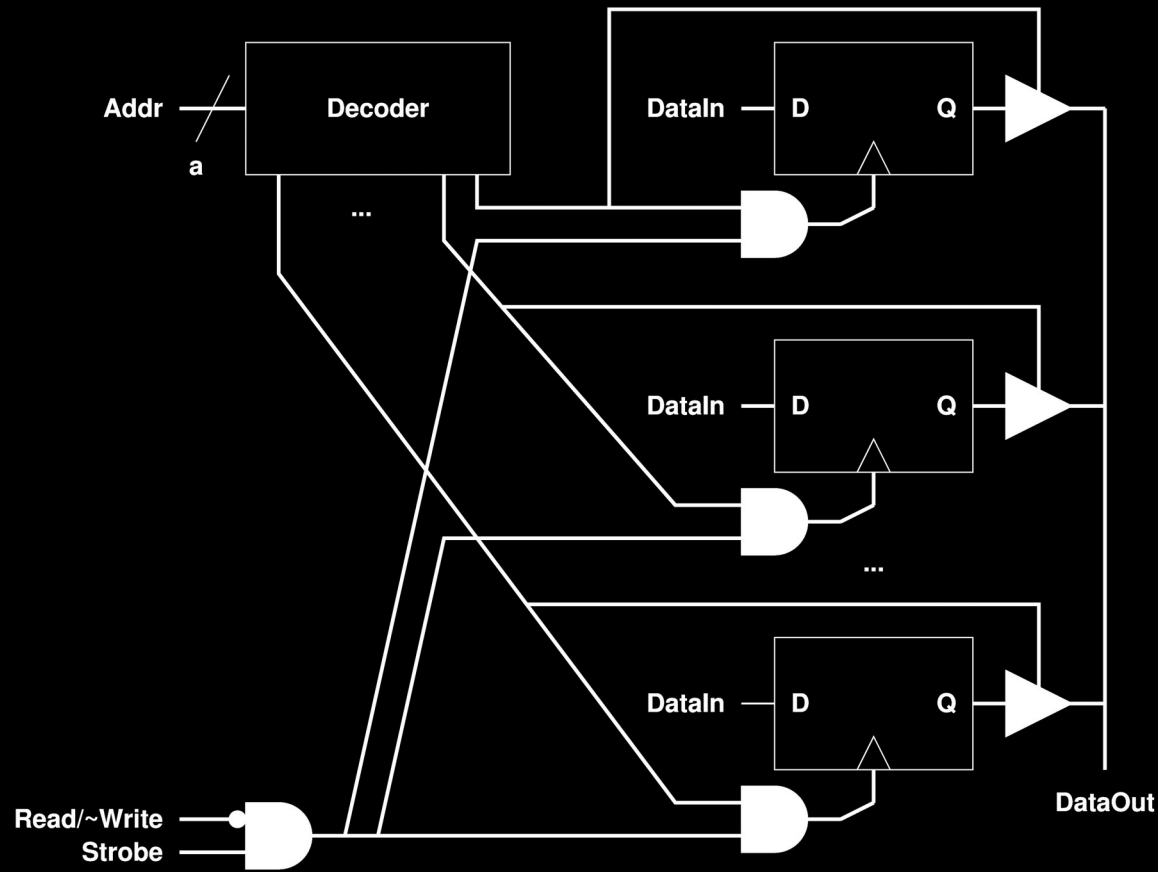 Addr
a
Decoder
...
DataIn
D
Q
DataIn
D
Q
...
DataIn
D
Q
DataOut
Read/~Write
Strobe